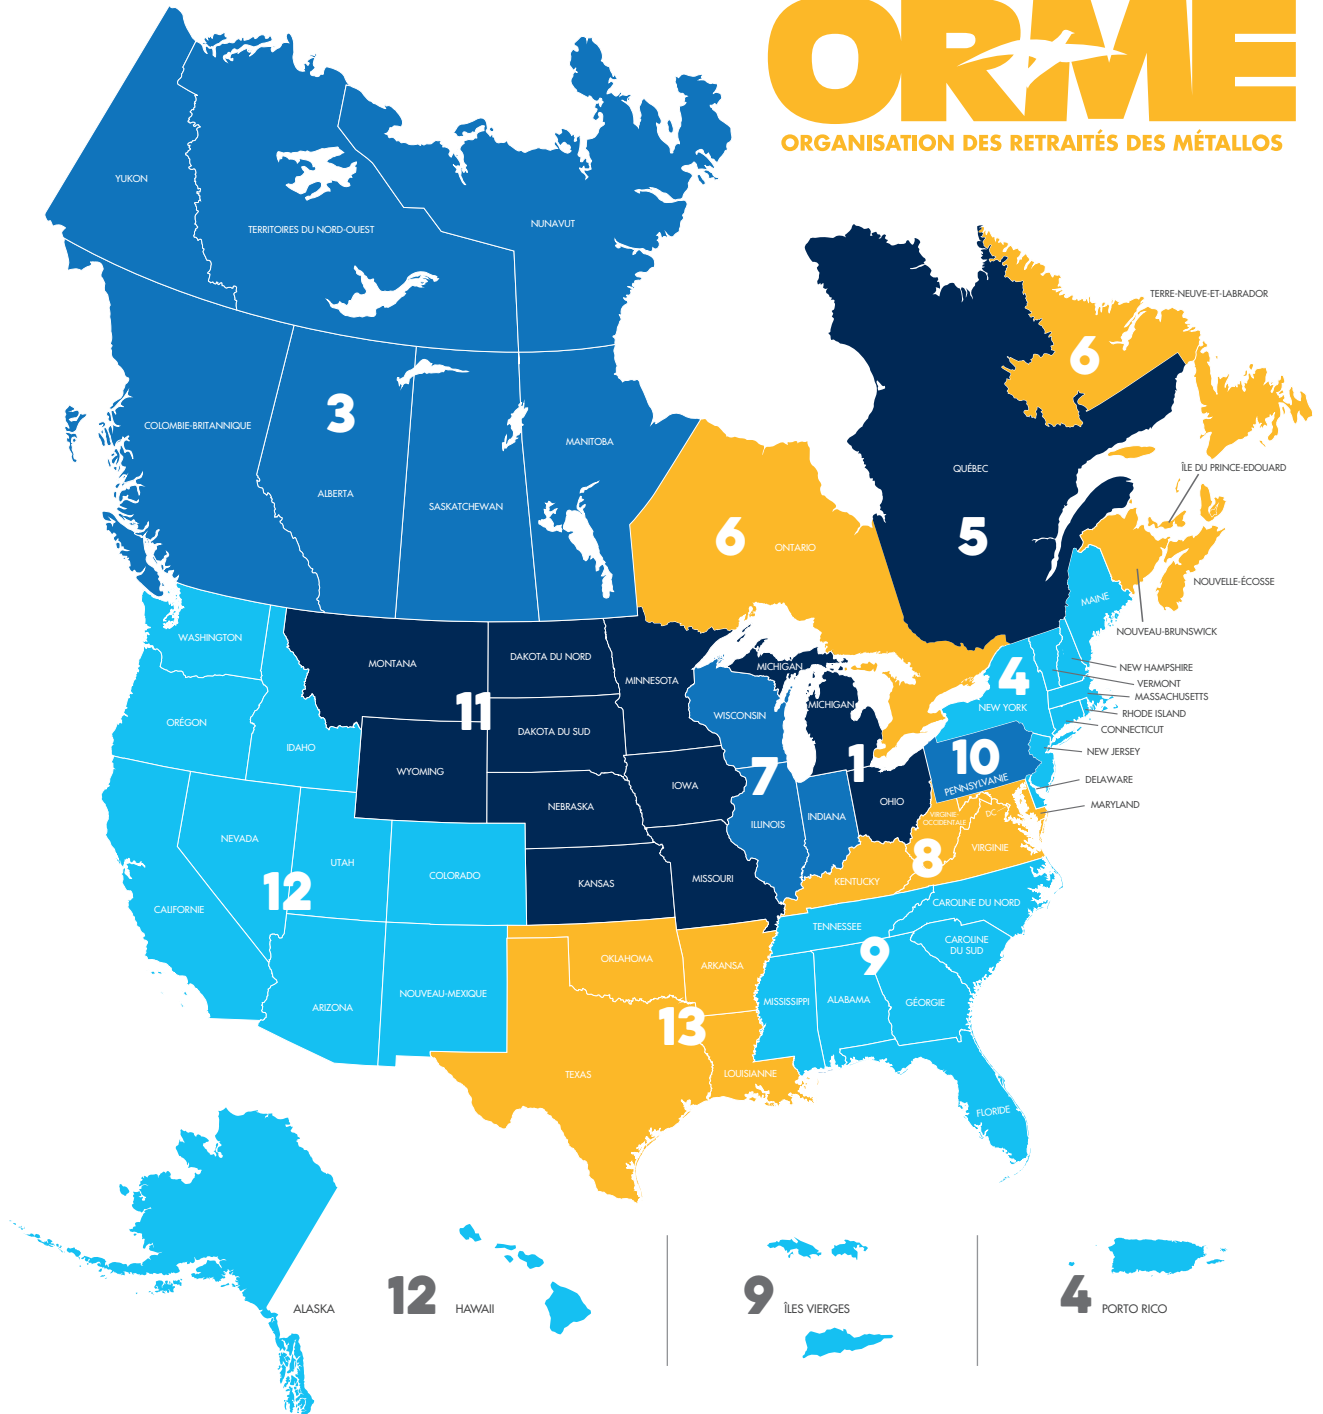 ORME
ORGANISATION DES RETRAITÉS DES MÉTALLOS
YUKON
TERRITOIRES DU NORD-OUEST
NUNAVUT
TERRE-NEUVE-ET-LABRADOR
6
3
COLOMBIE-BRITANNIQUE
MANITOBA
ALBERTA
SASKATCHEWAN
QUÉBEC
ÎLE DU PRINCE-EDOUARD
6
ONTARIO
5
NOUVELLE-ÉCOSSE
MAINE
NOUVEAU-BRUNSWICK
WASHINGTON
MONTANA
DAKOTA DU NORD
MINNESOTA
MICHIGAN
MICHIGAN
4
NEW YORK
NEW HAMPSHIRE
VERMONT
MASSACHUSETTS
RHODE ISLAND
CONNECTICUT
NEW JERSEY
DELAWARE
MARYLAND
ORÉGON
IDAHO
11
WYOMING
DAKOTA DU SUD
WISCONSIN
7
1
10
PENNSYLVANIE
NEBRASKA
IOWA
ILLINOIS
INDIANA
OHIO
VIRGINIE-
OCCIDENTALE
DC
VIRGINIE
8
KENTUCKY
NEVADA
UTAH
12
COLORADO
KANSAS
MISSOURI
CALIFORNIE
CAROLINE DU NORD
TENNESSEE
CAROLINE
DU SUD
9
OKLAHOMA
ARKANSA
ARIZONA
NOUVEAU-MEXIQUE
MISSISSIPPI
ALABAMA
GÉORGIE
13
TEXAS
LOUISIANNE
FLORIDE
ALASKA
12
HAWAII
9
ÎLES VIERGES
4
PORTO RICO